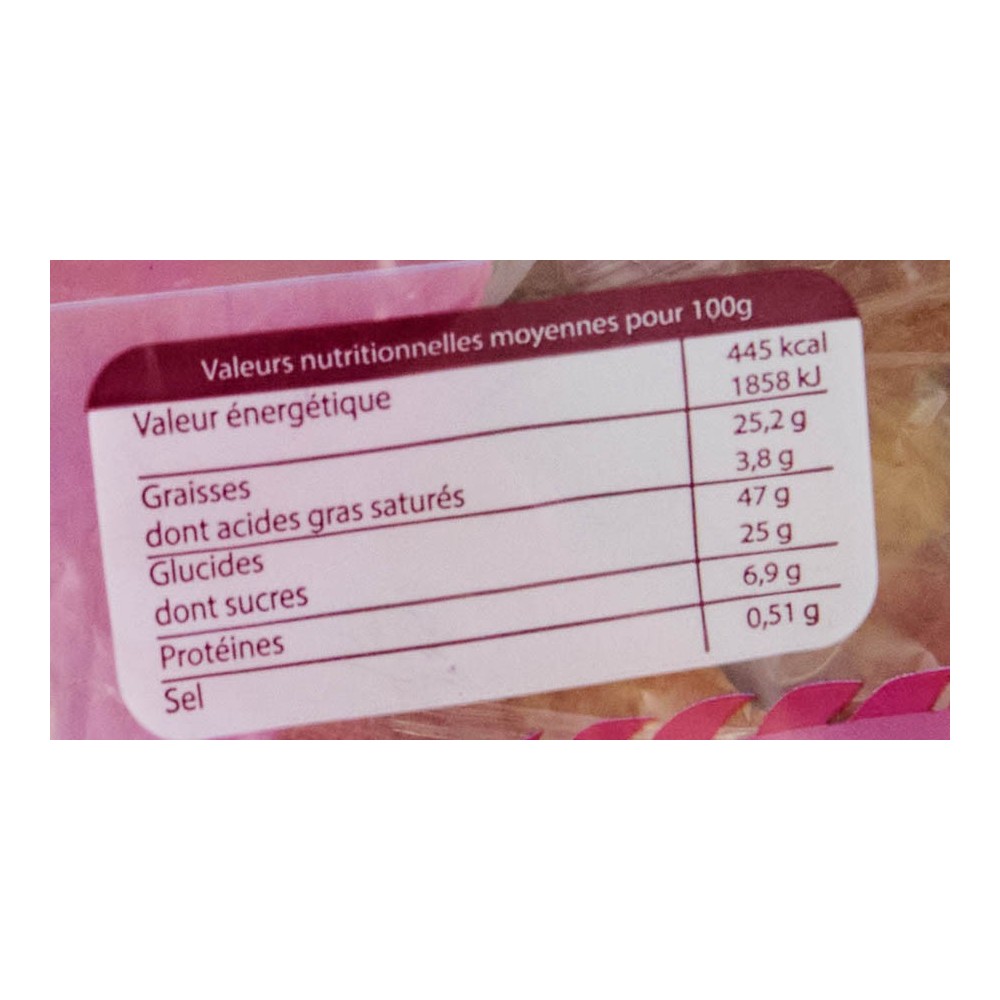 Valeurs nutritionnelles moyennes pour 100g
Valeur énergétique 445 kcal
1858 kJ
Graisses 25,2 g
dont acides gras saturés 3,8 g
Glucides 47 g
dont sucres 25 g
Protéines 6,9 g
Sel 0,51 g